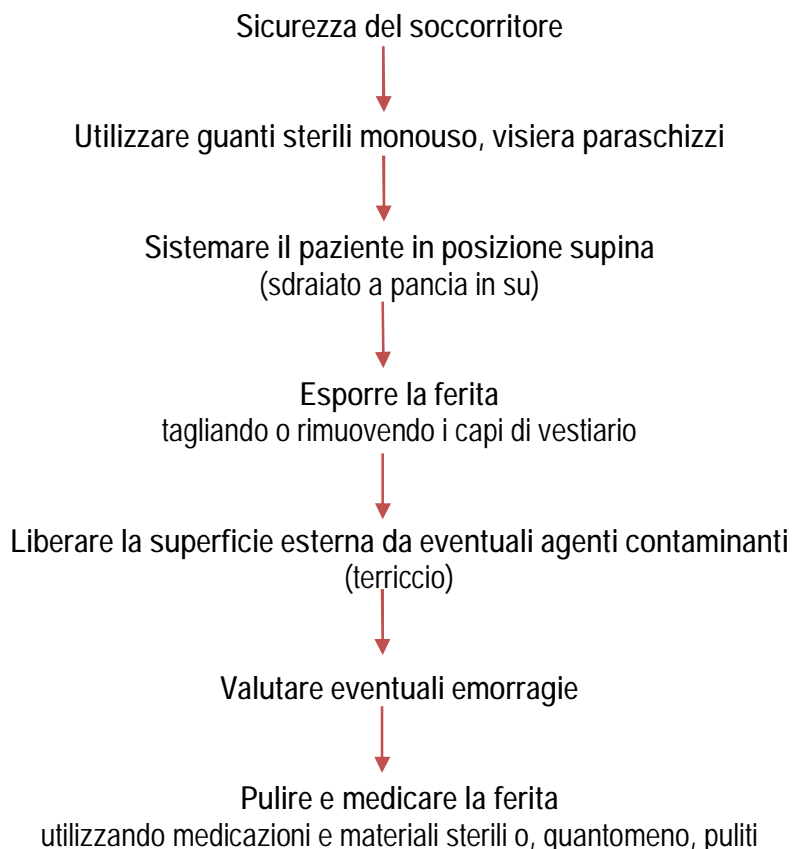 Sicurezza del soccorritore
Utilizzare guanti sterili monouso, visiera paraschizzi
Sistemare il paziente in posizione supina
(sdraiato a pancia in su)
Esporre la ferita
tagliando o rimuovendo i capi di vestiario
Liberare la superficie esterna da eventuali agenti contaminanti
(terriccio)
Valutare eventuali emorragie
Pulire e medicare la ferita
utilizzando medicazioni e materiali sterili o, quantomeno, puliti